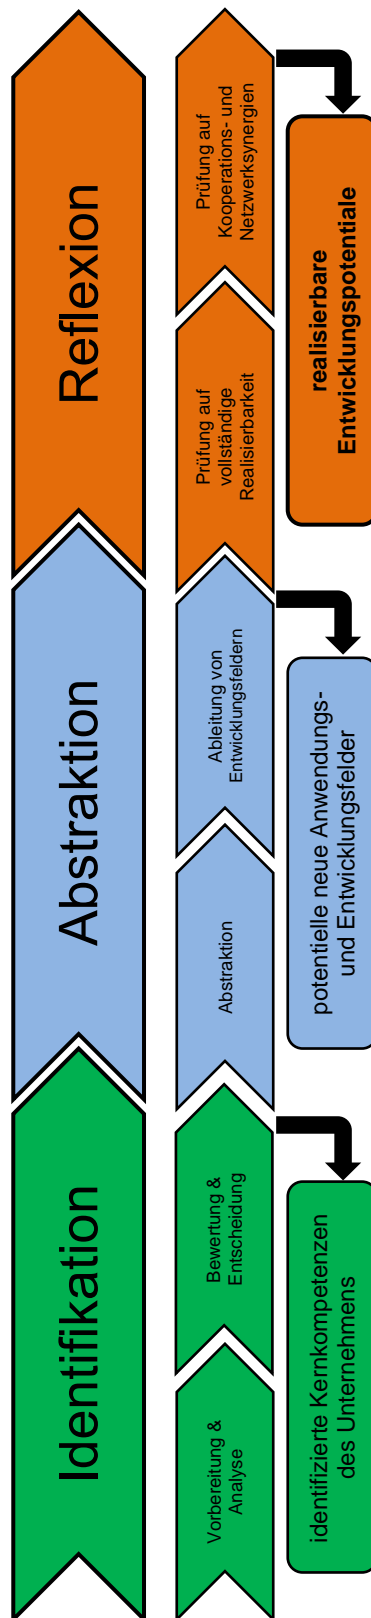 Identifikation
Abstraktion
Reflexion
Vorbereitung &
Analyse
Bewertung &
Entscheidung
Abstraktion
Ableitung von
Entwicklungsfeldern
Prüfung auf
vollständige
Realisierbarkeit
Prüfung auf
Kooperations- und
Netzwerksynergien
identifizierte Kernkompetenzen
des Unternehmens
potentielle neue Anwendungs-
und Entwicklungsfelder
realisierbare
Entwicklungspotentiale